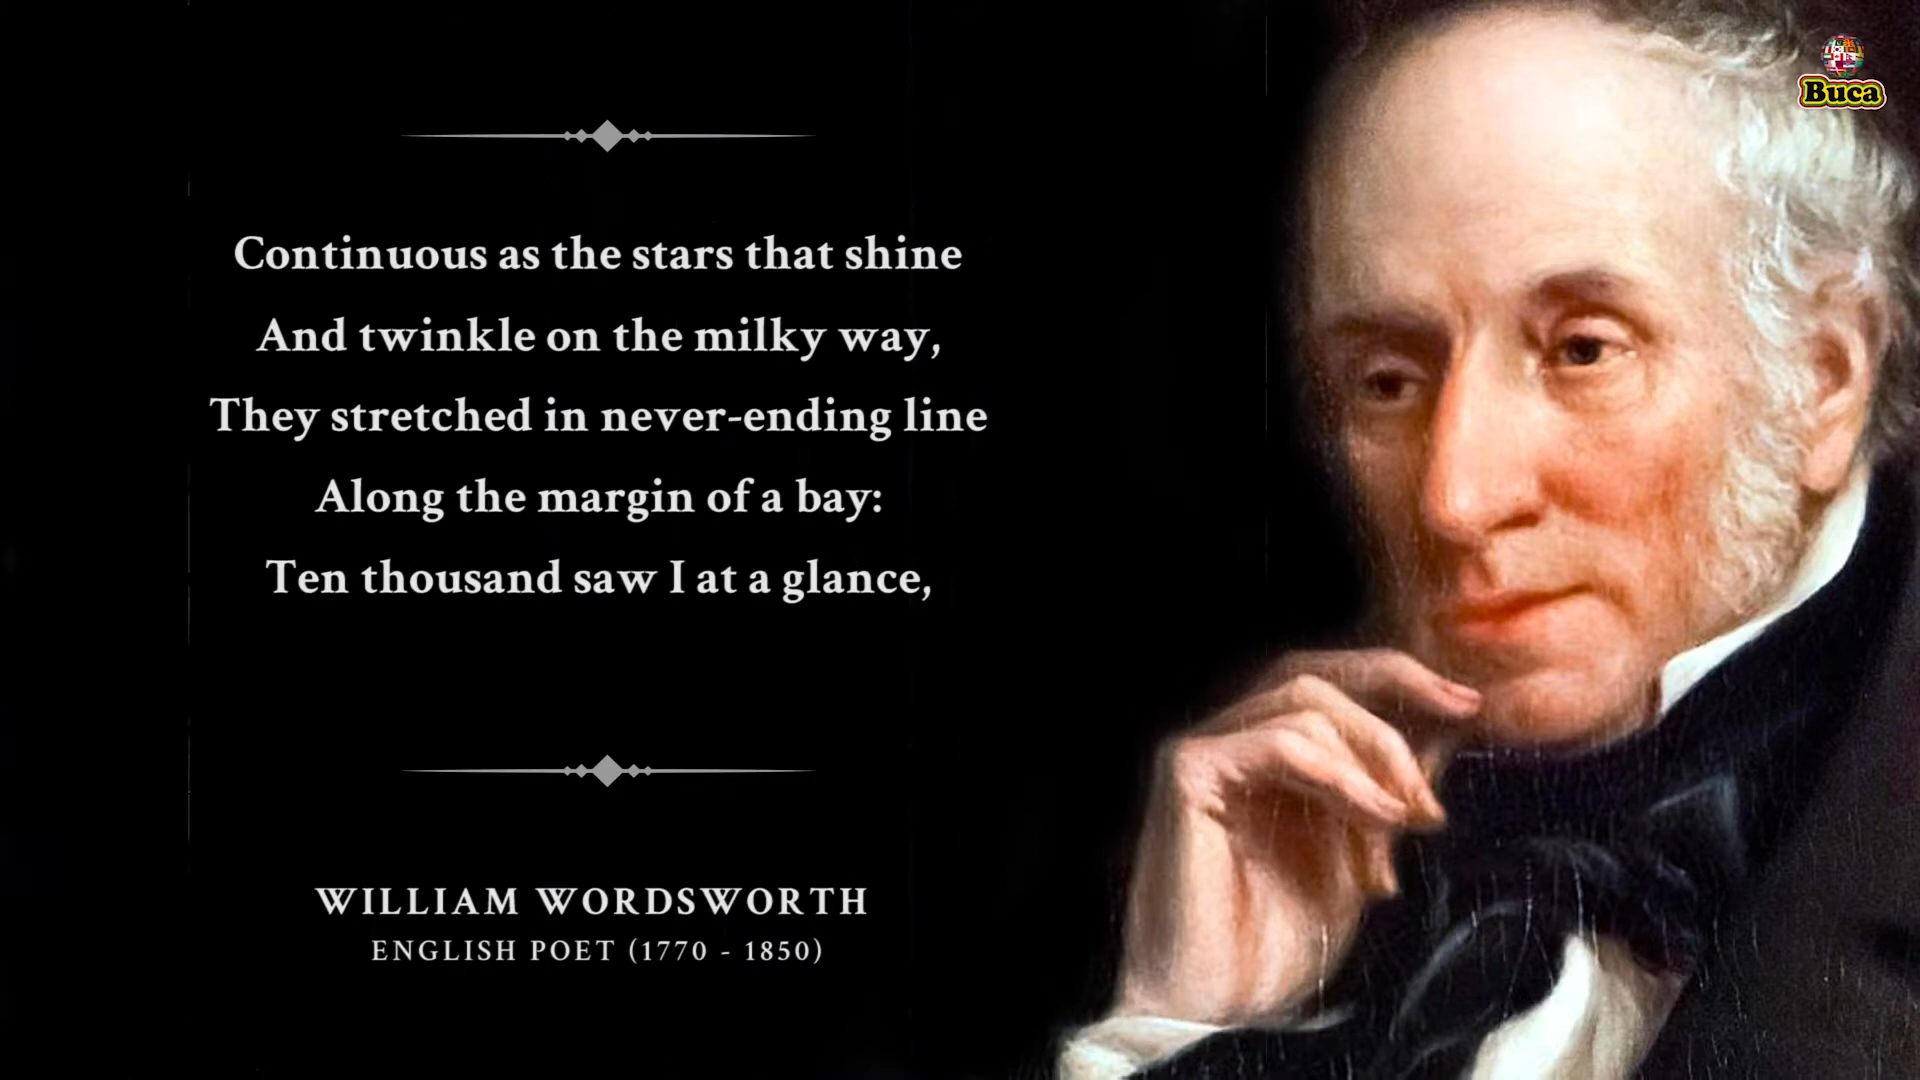 Buca
Continuous as the stars that shine
And twinkle on the milky way,
They stretched in never-ending line
Along the margin of a bay:
Ten thousand saw I at a glance,
WILLIAM WORDSWORTH
ENGLISH POET (1770 - 1850)